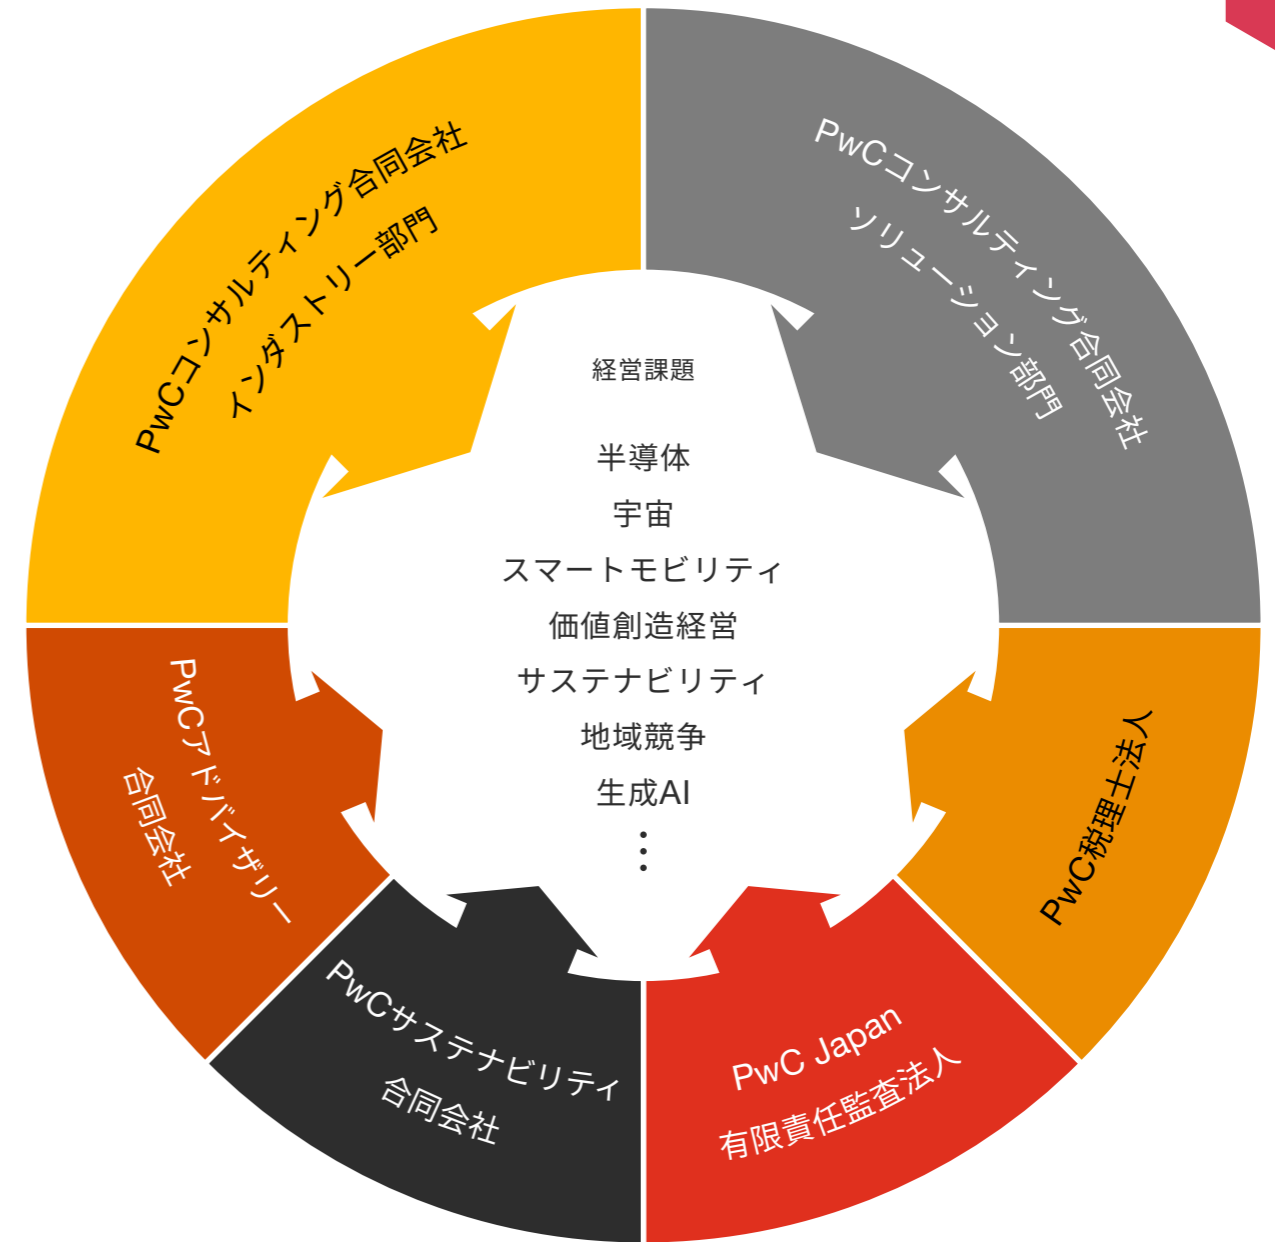 PwCコンサルティング合同会社
インダストリー部門
PwCコンサルティング合同会社
ソリューション部門
経営課題
半導体
宇宙
スマートモビリティ
価値創造経営
サステナビリティ
地域競争
生成AI
⋮
PwCアドバイザリー
合同会社
PwC税理士法人
PwCサステナビリティ
合同会社
PwC Japan
有限責任監査法人